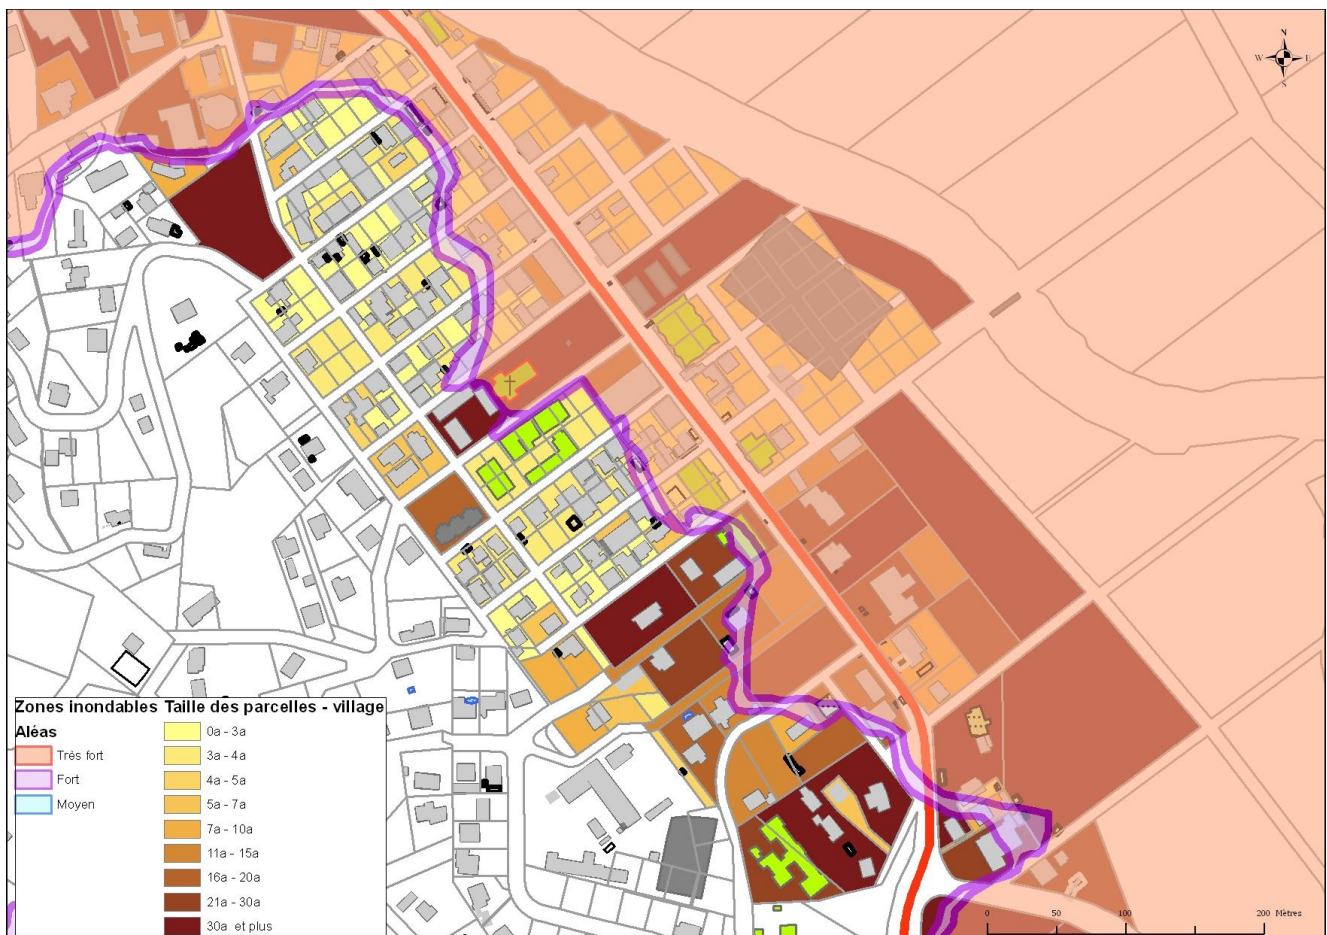 N
W E
S
Zones inondables Taille des parcelles - village
Aléas
Très fort
Fort
Moyen
0a - 3a
3a - 4a
4a - 5a
5a - 7a
7a - 10a
11a - 15a
16a - 20a
21a - 30a
30a et plus
0 50 100 200 Mètres